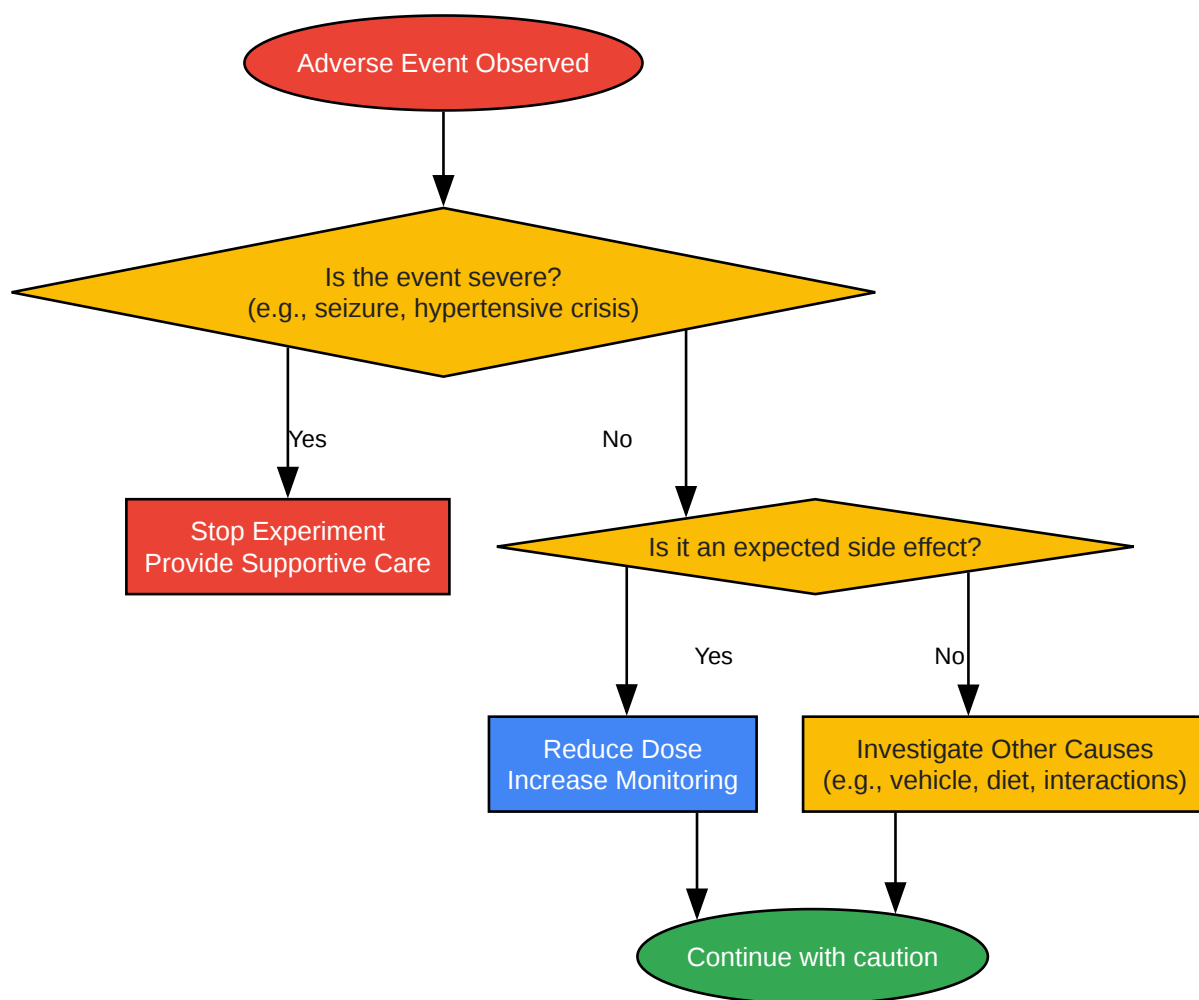 Adverse Event Observed
Is the event severe?
(e.g., seizure, hypertensive crisis)
Yes
No
Stop Experiment
Provide Supportive Care
Is it an expected side effect?
Yes
No
Reduce Dose
Increase Monitoring
Investigate Other Causes
(e.g., vehicle, diet, interactions)
Continue with caution